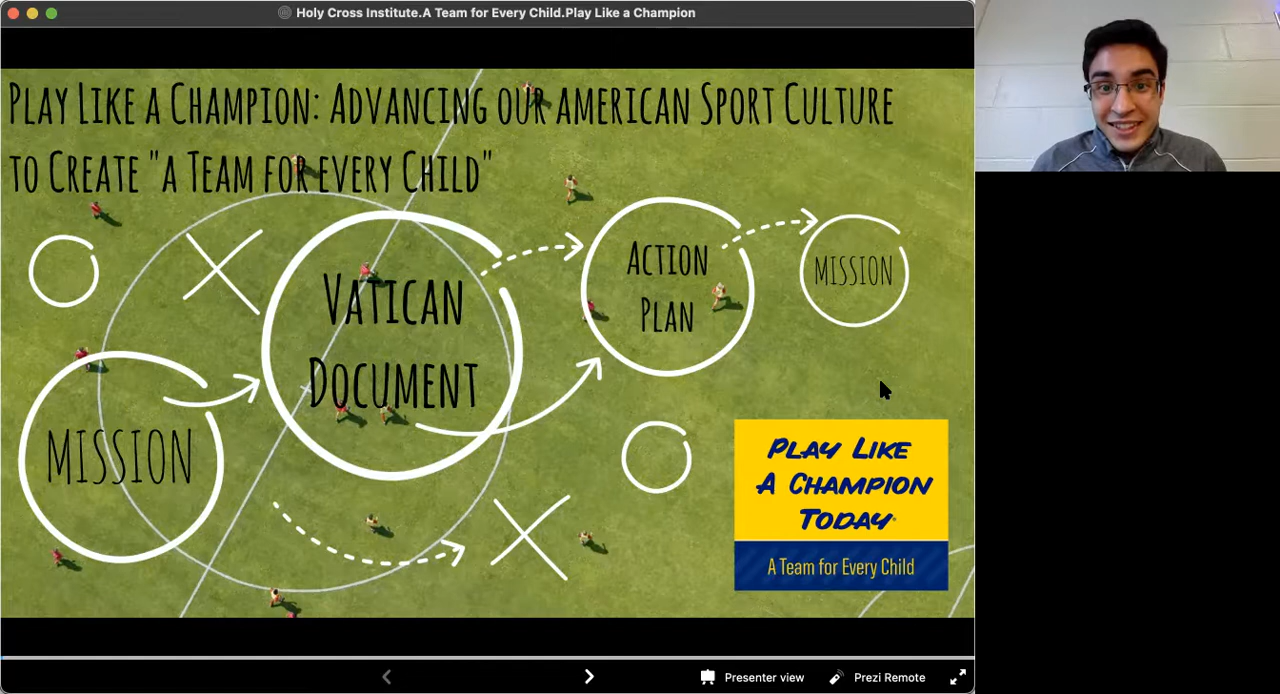 Holy Cross Institute.A Team for Every Child.Play Like a Champion
PLAY LIKE A CHAMPION: ADVANCING OUR AMERICAN SPORT CULTURE
TO CREATE "A TEAM FOR EVERY CHILD"
VATICAN
DOCUMENT
ACTION
PLAN
MISSION
MISSION
PLAY LIKE
A CHAMPION
TODAY®
A Team for Every Child
Presenter view
Prezi Remote